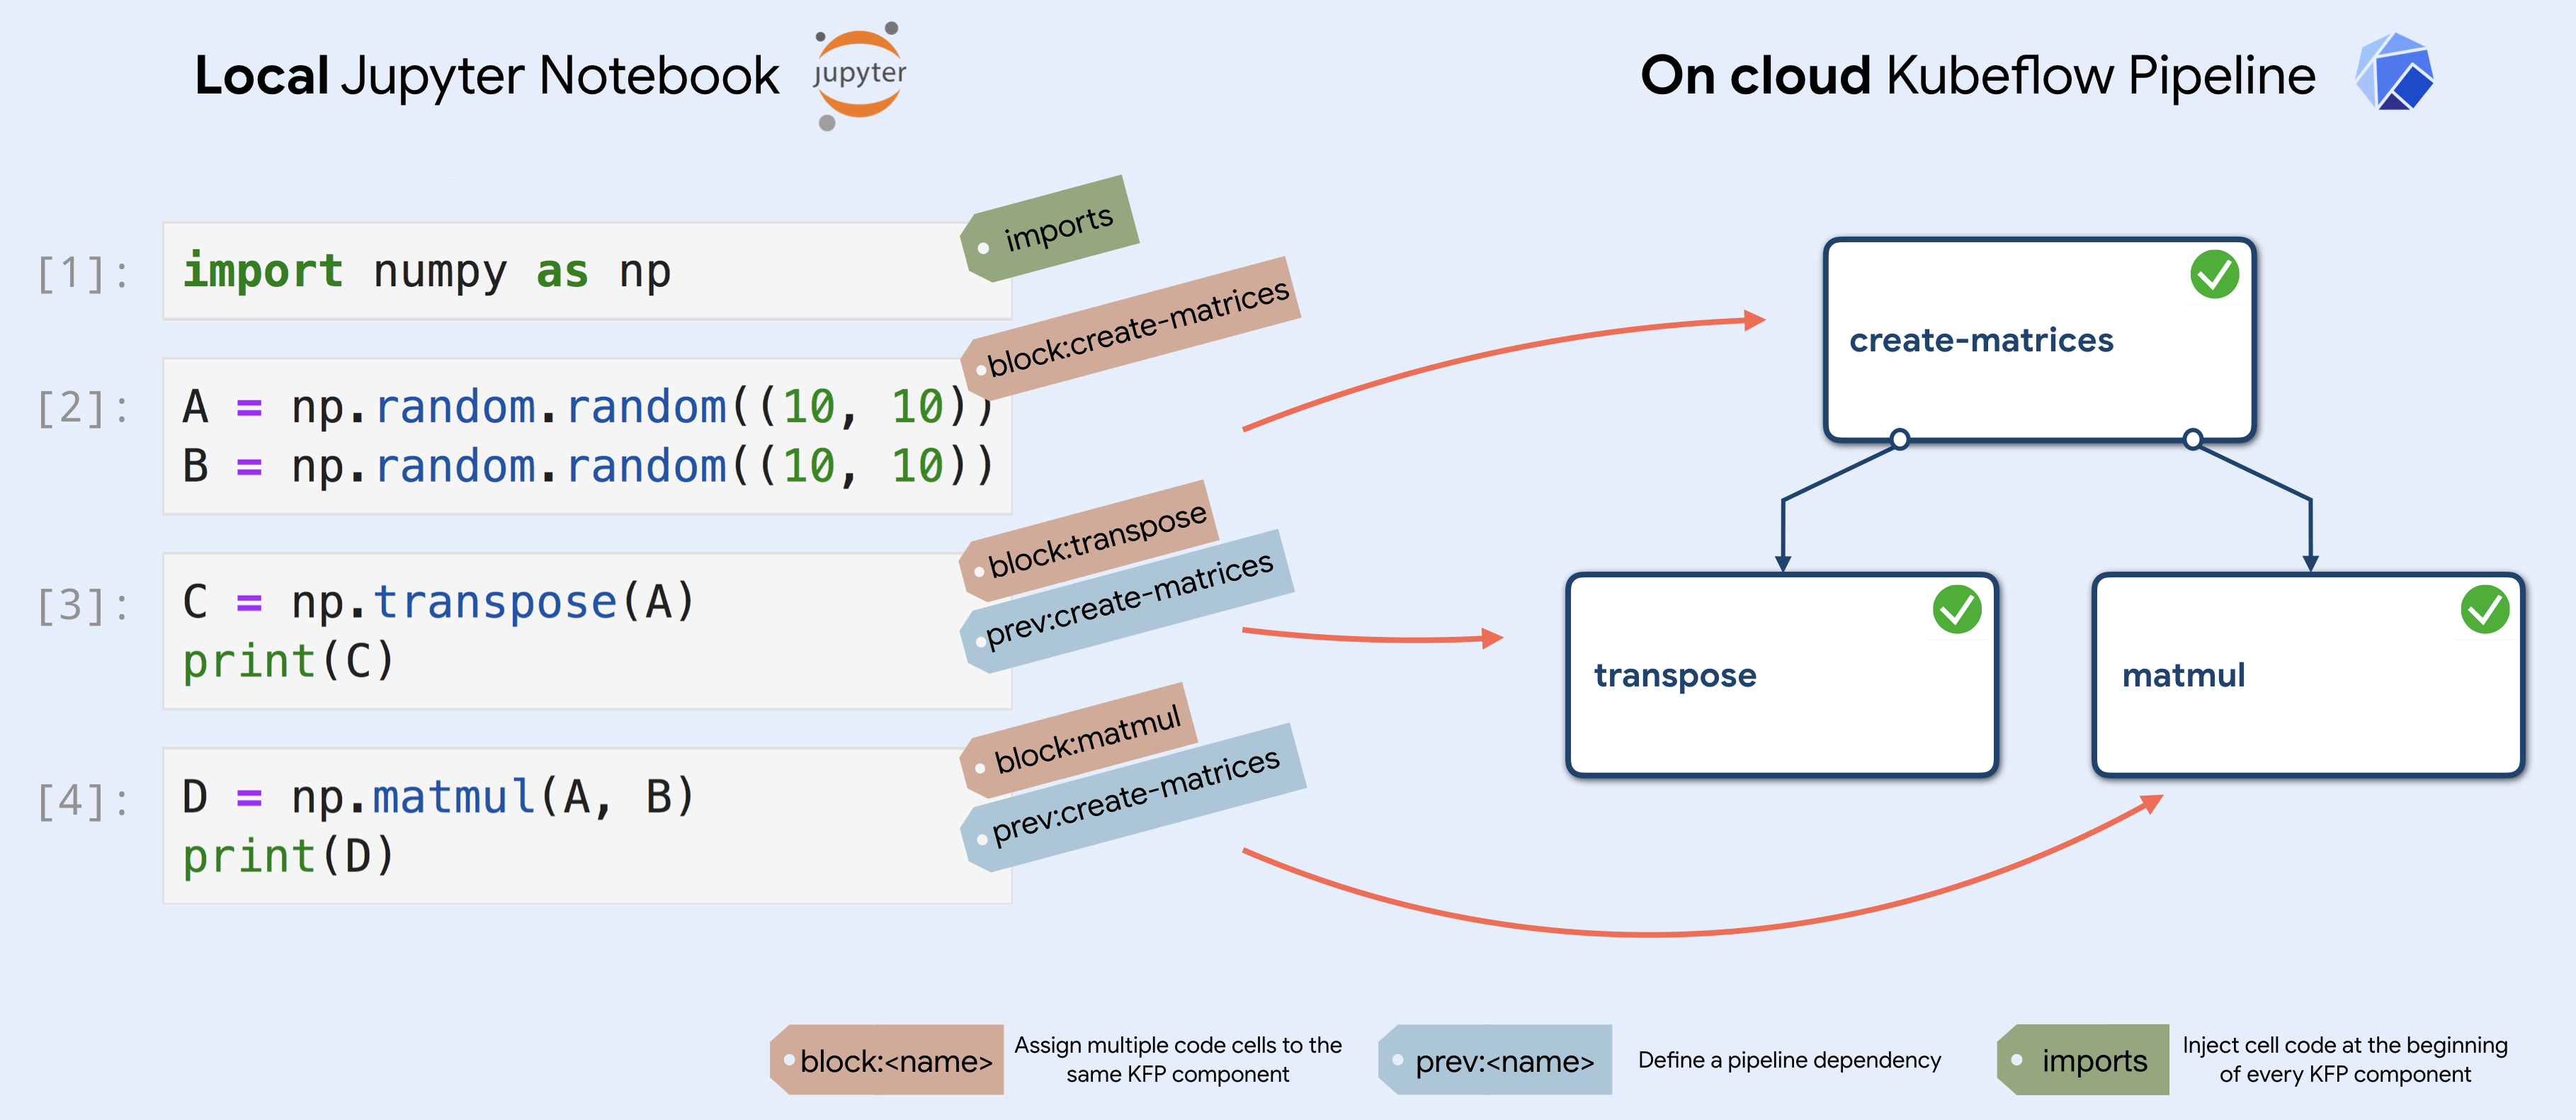 Local Jupyter Notebook
jupyter
On cloud Kubeflow Pipeline
[1]:
import numpy as np
imports
[2]:
A = np.random.random((10, 10))
B = np.random.random((10, 10))
block:create-matrices
[3]:
C = np.transpose(A)
print(C)
block:transpose
prev:create-matrices
[4]:
D = np.matmul(A, B)
print(D)
block:matmul
prev:create-matrices
create-matrices
transpose
matmul
block:<name>
Assign multiple code cells to the
same KFP component
prev:<name>
Define a pipeline dependency
imports
Inject cell code at the beginning
of every KFP component